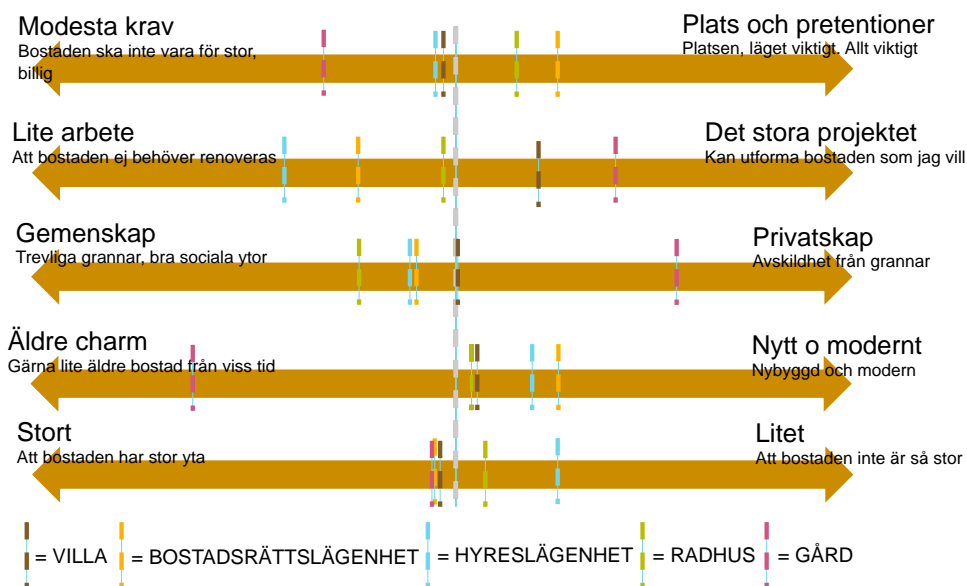 Modesta krav
Bostaden ska inte vara för stor,
billig
Plats och pretentioner
Platsen, läget viktigt. Allt viktigt
Lite arbete
Att bostaden ej behöver renoveras
Det stora projektet
Kan utforma bostaden som jag vill
Gemenskap
Trevliga grannar, bra sociala ytor
Privatskap
Avskildhet från grannar
Äldre charm
Gärna lite äldre bostad från viss tid
Nytt o modernt
Nybyggd och modern
Stort
Att bostaden har stor yta
Litet
Att bostaden inte är så stor
= VILLA = BOSTADSRÄTTSLÄGENHET = HYRESLÄGENHET = RADHUS = GÅRD